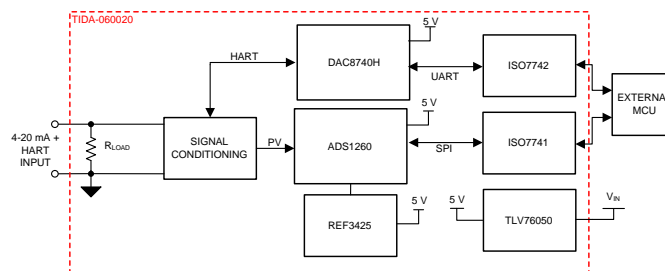 TIDA-060020
5 V
HART
DAC8740H
ISO7742
UART
EXTERNAL
MCU
5 V
4-20 mA +
HART
INPUT
RLOAD
SIGNAL
CONDITIONING
PV
ADS1260
SPI
ISO7741
5 V
5 V
VIN
REF3425
TLV76050